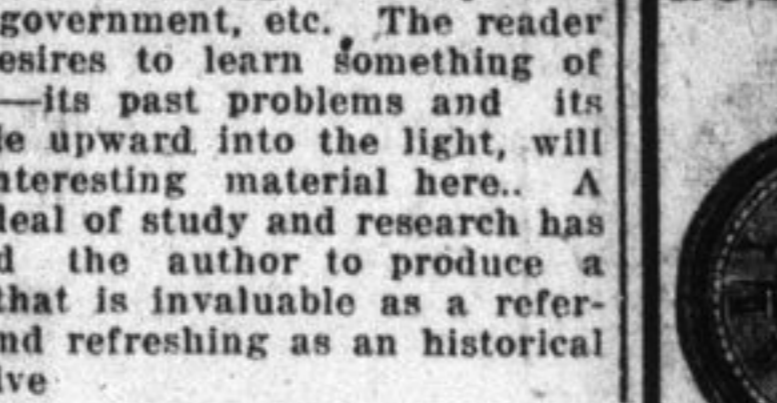 government, etc. The reader
esires to learn something of
—its past problems and its
le upward into the light, will
nteresting material here.. A
leal of study and research has
d the author to produce a
that is invaluable as a refer-
nd refreshing as an historical
ive